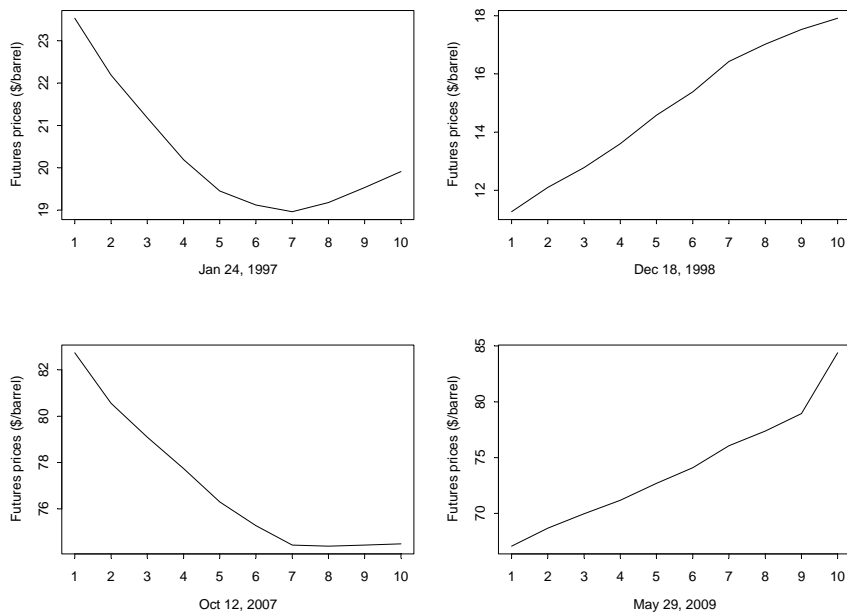 Futures prices ($/barrel)
23
22
21
20
19
1 2 3 4 5 6 7 8 9 10
Jan 24, 1997
Futures prices ($/barrel)
18
16
14
12
1 2 3 4 5 6 7 8 9 10
Dec 18, 1998
Futures prices ($/barrel)
82
80
78
76
1 2 3 4 5 6 7 8 9 10
Oct 12, 2007
Futures prices ($/barrel)
85
80
75
70
1 2 3 4 5 6 7 8 9 10
May 29, 2009